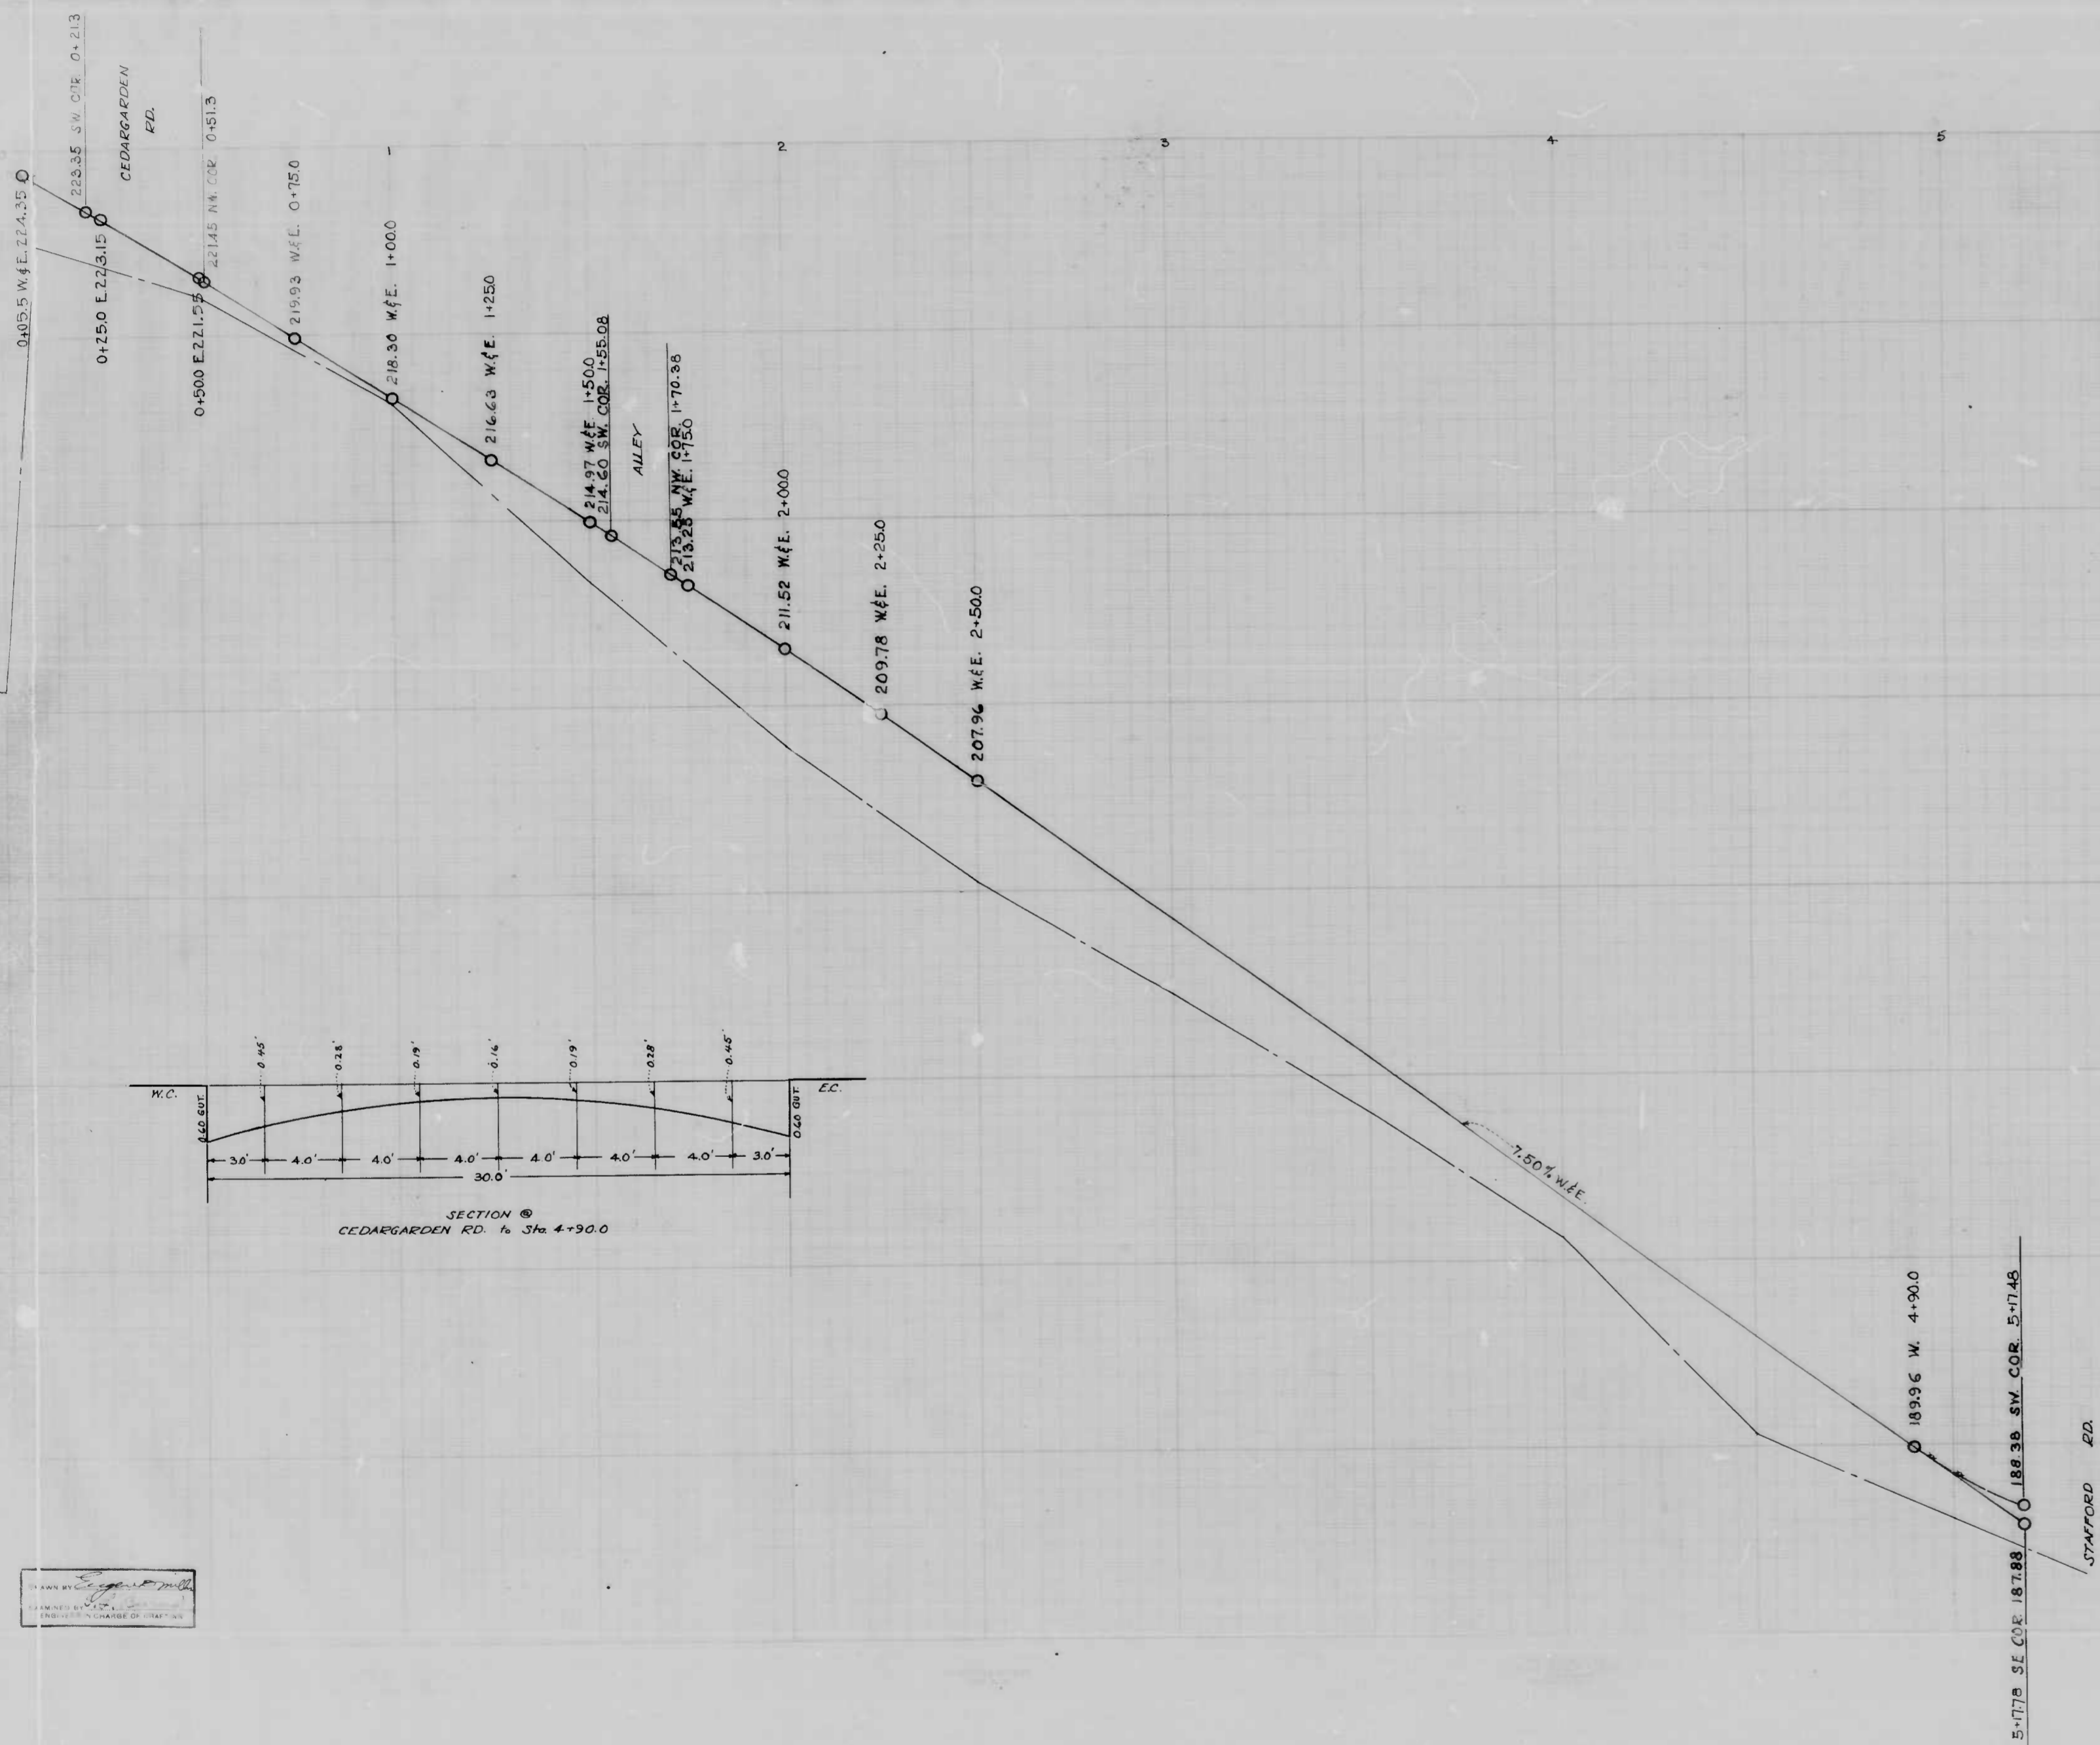 223.35 SW. COR. 0+21.3
CEDARGARDEN
RD.
0+05.5 W.&E. 224.35
0+25.0 E. 223.15
221.45 NW. COR. 0+51.3
0+50.0 E. 221.55
219.93 W.&E. 0+75.0
1
2
3
4
5
218.30 W.&E. 1+00.0
216.63 W.&E. 1+25.0
214.97 W.&E. 1+50.0
214.60 SW. COR. 1+55.08
ALLEY
213.55 NW. COR. 1+70.38
213.23 W.&E. 1+75.0
211.52 W.&E. 2+00.0
209.78 W.&E. 2+25.0
207.96 W.&E. 2+50.0
7.50% W.&E.
189.96 W. 4+90.0
188.38 SW. COR. 5+17.48
5+17.78 SE COR. 187.88
STAFFORD RD.
0.45' 0.28' 0.19' 0.16' 0.19' 0.28' 0.45'
W.C. E.C.
0.60 GUT. 0.60 GUT.
3.0' 4.0' 4.0' 4.0' 4.0' 4.0' 4.0' 3.0'
30.0'
SECTION @
CEDARGARDEN RD. to Sta. 4+90.0
DRAWN BY
EXAMINED BY
ENGINEER IN CHARGE OF DRAFTING